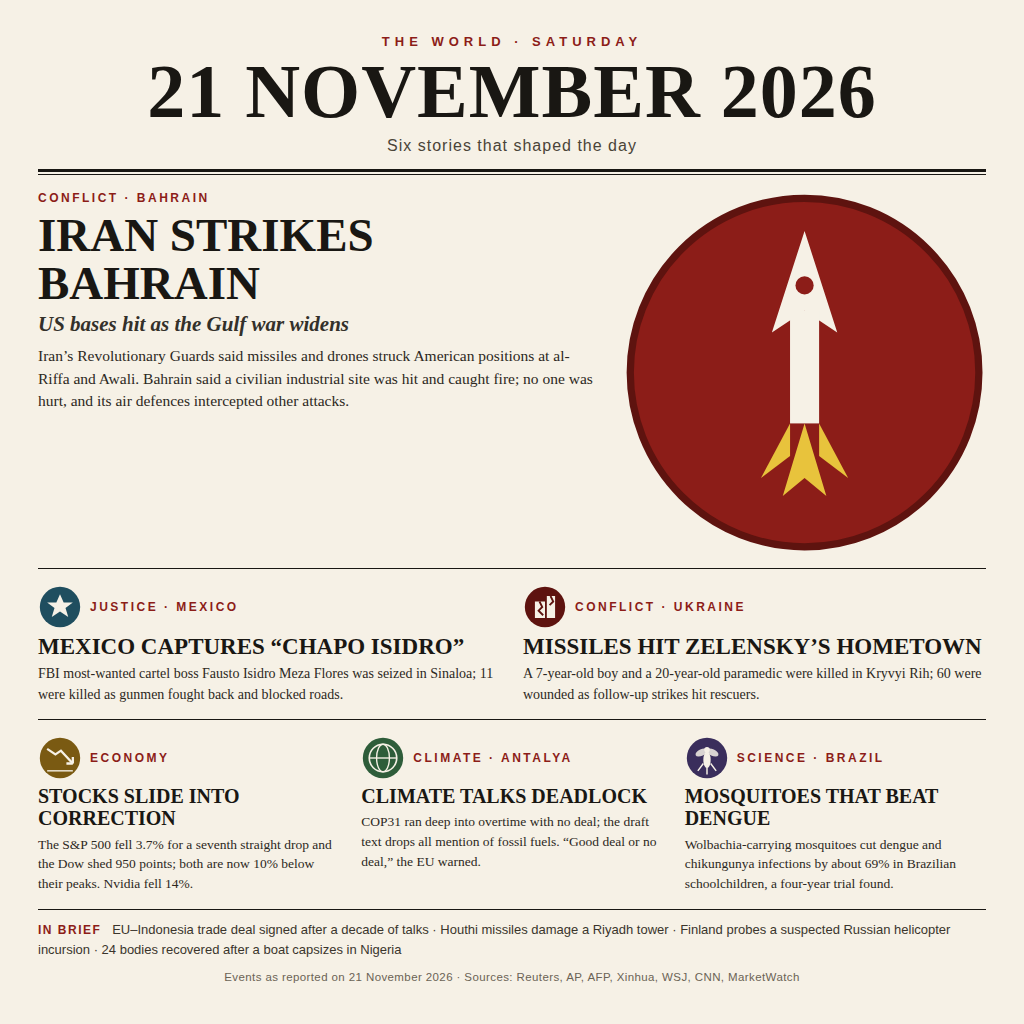 THE WORLD · SATURDAY
21 NOVEMBER 2026
Six stories that shaped the day
CONFLICT · BAHRAIN
IRAN STRIKES
BAHRAIN
US bases hit as the Gulf war widens
Iran’s Revolutionary Guards said missiles and drones struck American positions at al-
Riffa and Awali. Bahrain said a civilian industrial site was hit and caught fire; no one was
hurt, and its air defences intercepted other attacks.
JUSTICE · MEXICO
MEXICO CAPTURES “CHAPO ISIDRO”
FBI most-wanted cartel boss Fausto Isidro Meza Flores was seized in Sinaloa; 11
were killed as gunmen fought back and blocked roads.
CONFLICT · UKRAINE
MISSILES HIT ZELENSKY’S HOMETOWN
A 7-year-old boy and a 20-year-old paramedic were killed in Kryvyi Rih; 60 were
wounded as follow-up strikes hit rescuers.
ECONOMY
STOCKS SLIDE INTO
CORRECTION
The S&P 500 fell 3.7% for a seventh straight drop and
the Dow shed 950 points; both are now 10% below
their peaks. Nvidia fell 14%.
CLIMATE · ANTALYA
CLIMATE TALKS DEADLOCK
COP31 ran deep into overtime with no deal; the draft
text drops all mention of fossil fuels. “Good deal or no
deal,” the EU warned.
SCIENCE · BRAZIL
MOSQUITOES THAT BEAT
DENGUE
Wolbachia-carrying mosquitoes cut dengue and
chikungunya infections by about 69% in Brazilian
schoolchildren, a four-year trial found.
IN BRIEF EU–Indonesia trade deal signed after a decade of talks · Houthi missiles damage a Riyadh tower · Finland probes a suspected Russian helicopter
incursion · 24 bodies recovered after a boat capsizes in Nigeria
Events as reported on 21 November 2026 · Sources: Reuters, AP, AFP, Xinhua, WSJ, CNN, MarketWatch